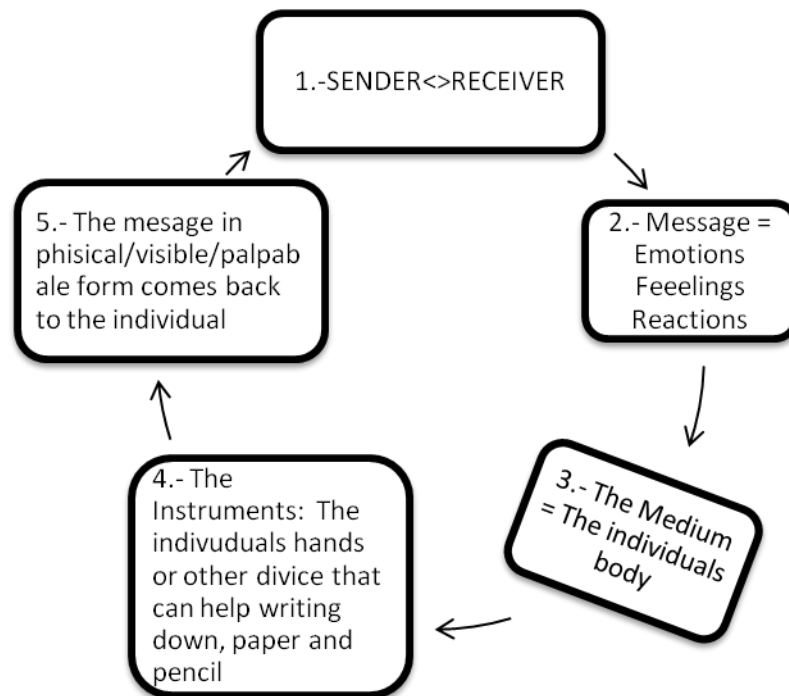 1.-SENDER<>RECEIVER
2.- Message =
Emotions
Feeelings
Reactions
3.- The Medium
= The individuals
body
4.- The
Instruments:  The
indivuduals hands
or other divice that
can help writing
down, paper and
pencil
5.- The mesage in
phisical/visible/palpab
ale form comes back
to the individual